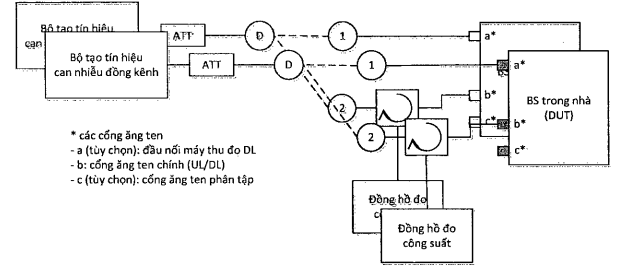 Bộ tạo tín hiệu
can nhiễu đồng kênh
Bộ tạo tín hiệu
can
ATT
ATT
D
D
1
1
2
2
a*
b*
c*
a*
b*
c*
BS trong nhà
(DUT)
* các cổng ăng ten
- a (tùy chọn): đầu nối máy thu đo DL
- b: cổng ăng ten chính (UL/DL)
- c (tùy chọn): cổng ăng ten phân tập
Đồng hồ đo
Đồng hồ đo
công suất